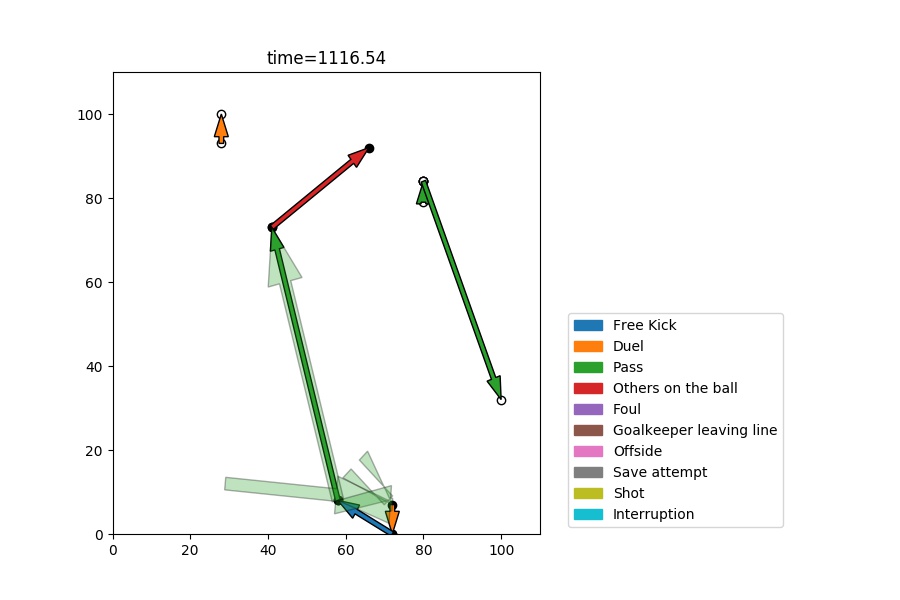 time=1116.54
100
80
60
40
20
0
0 20 40 60 80 100
Free Kick
Duel
Pass
Others on the ball
Foul
Goalkeeper leaving line
Offside
Save attempt
Shot
Interruption